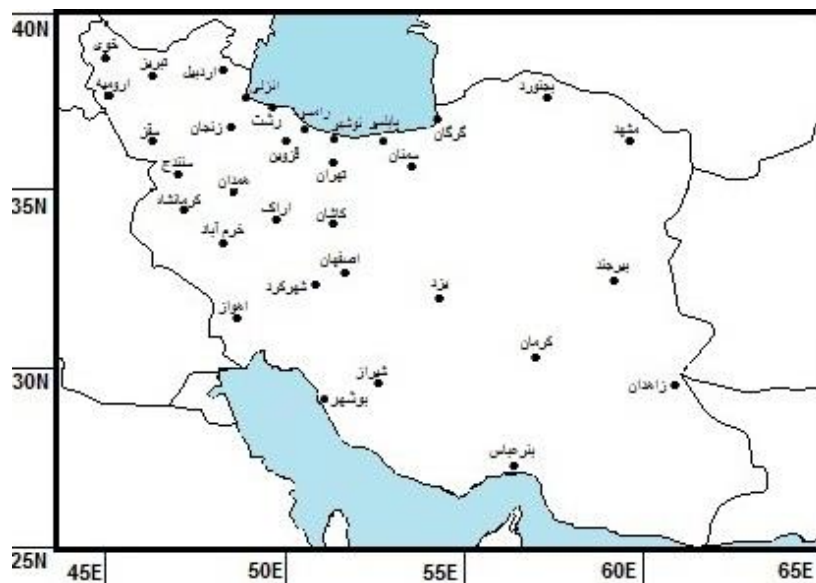 40N
خوی
تبریز
اردبیل
ارومیه
انزلی
بجنورد
رشت
رامسر
نوشهر
بابلسر
گرگان
سقز
زنجان
قزوین
سمنان
مشهد
سنندج
تهران
35N
همدان
کرمانشاه
اراک
کاشان
خرم آباد
اصفهان
بیرجند
شهرکرد
یزد
اهواز
کرمان
30N
شیراز
بوشهر
زاهدان
بندرعباس
25N
45E
50E
55E
60E
65E